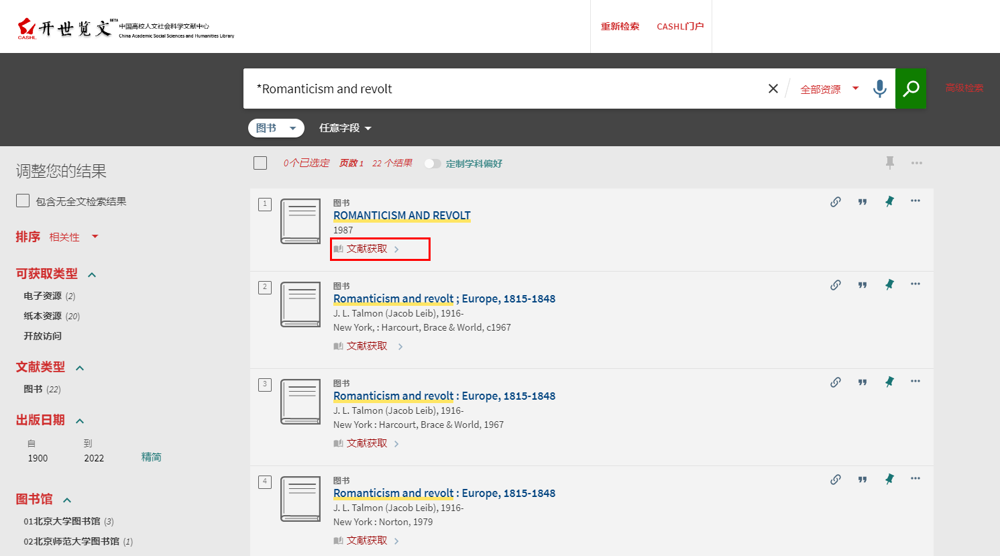 CASHL
开世览文
BETA
中国高校人文社会科学文献中心
China Academic Social Sciences and Humanities Library
重新检索
CASHL门户
*Romanticism and revolt
全部资源
高级检索
图书
任意字段
调整您的结果
包含无全文检索结果
排序 相关性
可获取类型
电子资源 (2)
纸本资源 (20)
开放访问
文献类型
图书 (22)
出版日期
自 到
1900 2022 精简
图书馆
01北京大学图书馆 (3)
02北京师范大学图书馆 (1)
0个已选定 页数 1 22 个结果 定制学科偏好
1
图书
ROMANTICISM AND REVOLT
1987
文献获取
2
图书
Romanticism and revolt ; Europe, 1815-1848
J. L. Talmon (Jacob Leib), 1916-
New York, : Harcourt, Brace & World, c1967
文献获取
3
图书
Romanticism and revolt : Europe, 1815-1848
J. L. Talmon (Jacob Leib), 1916-
New York : Harcourt, Brace & World, 1967
文献获取
4
图书
Romanticism and revolt : Europe, 1815-1848
J. L. Talmon (Jacob Leib), 1916-
New York : Norton, 1979
文献获取